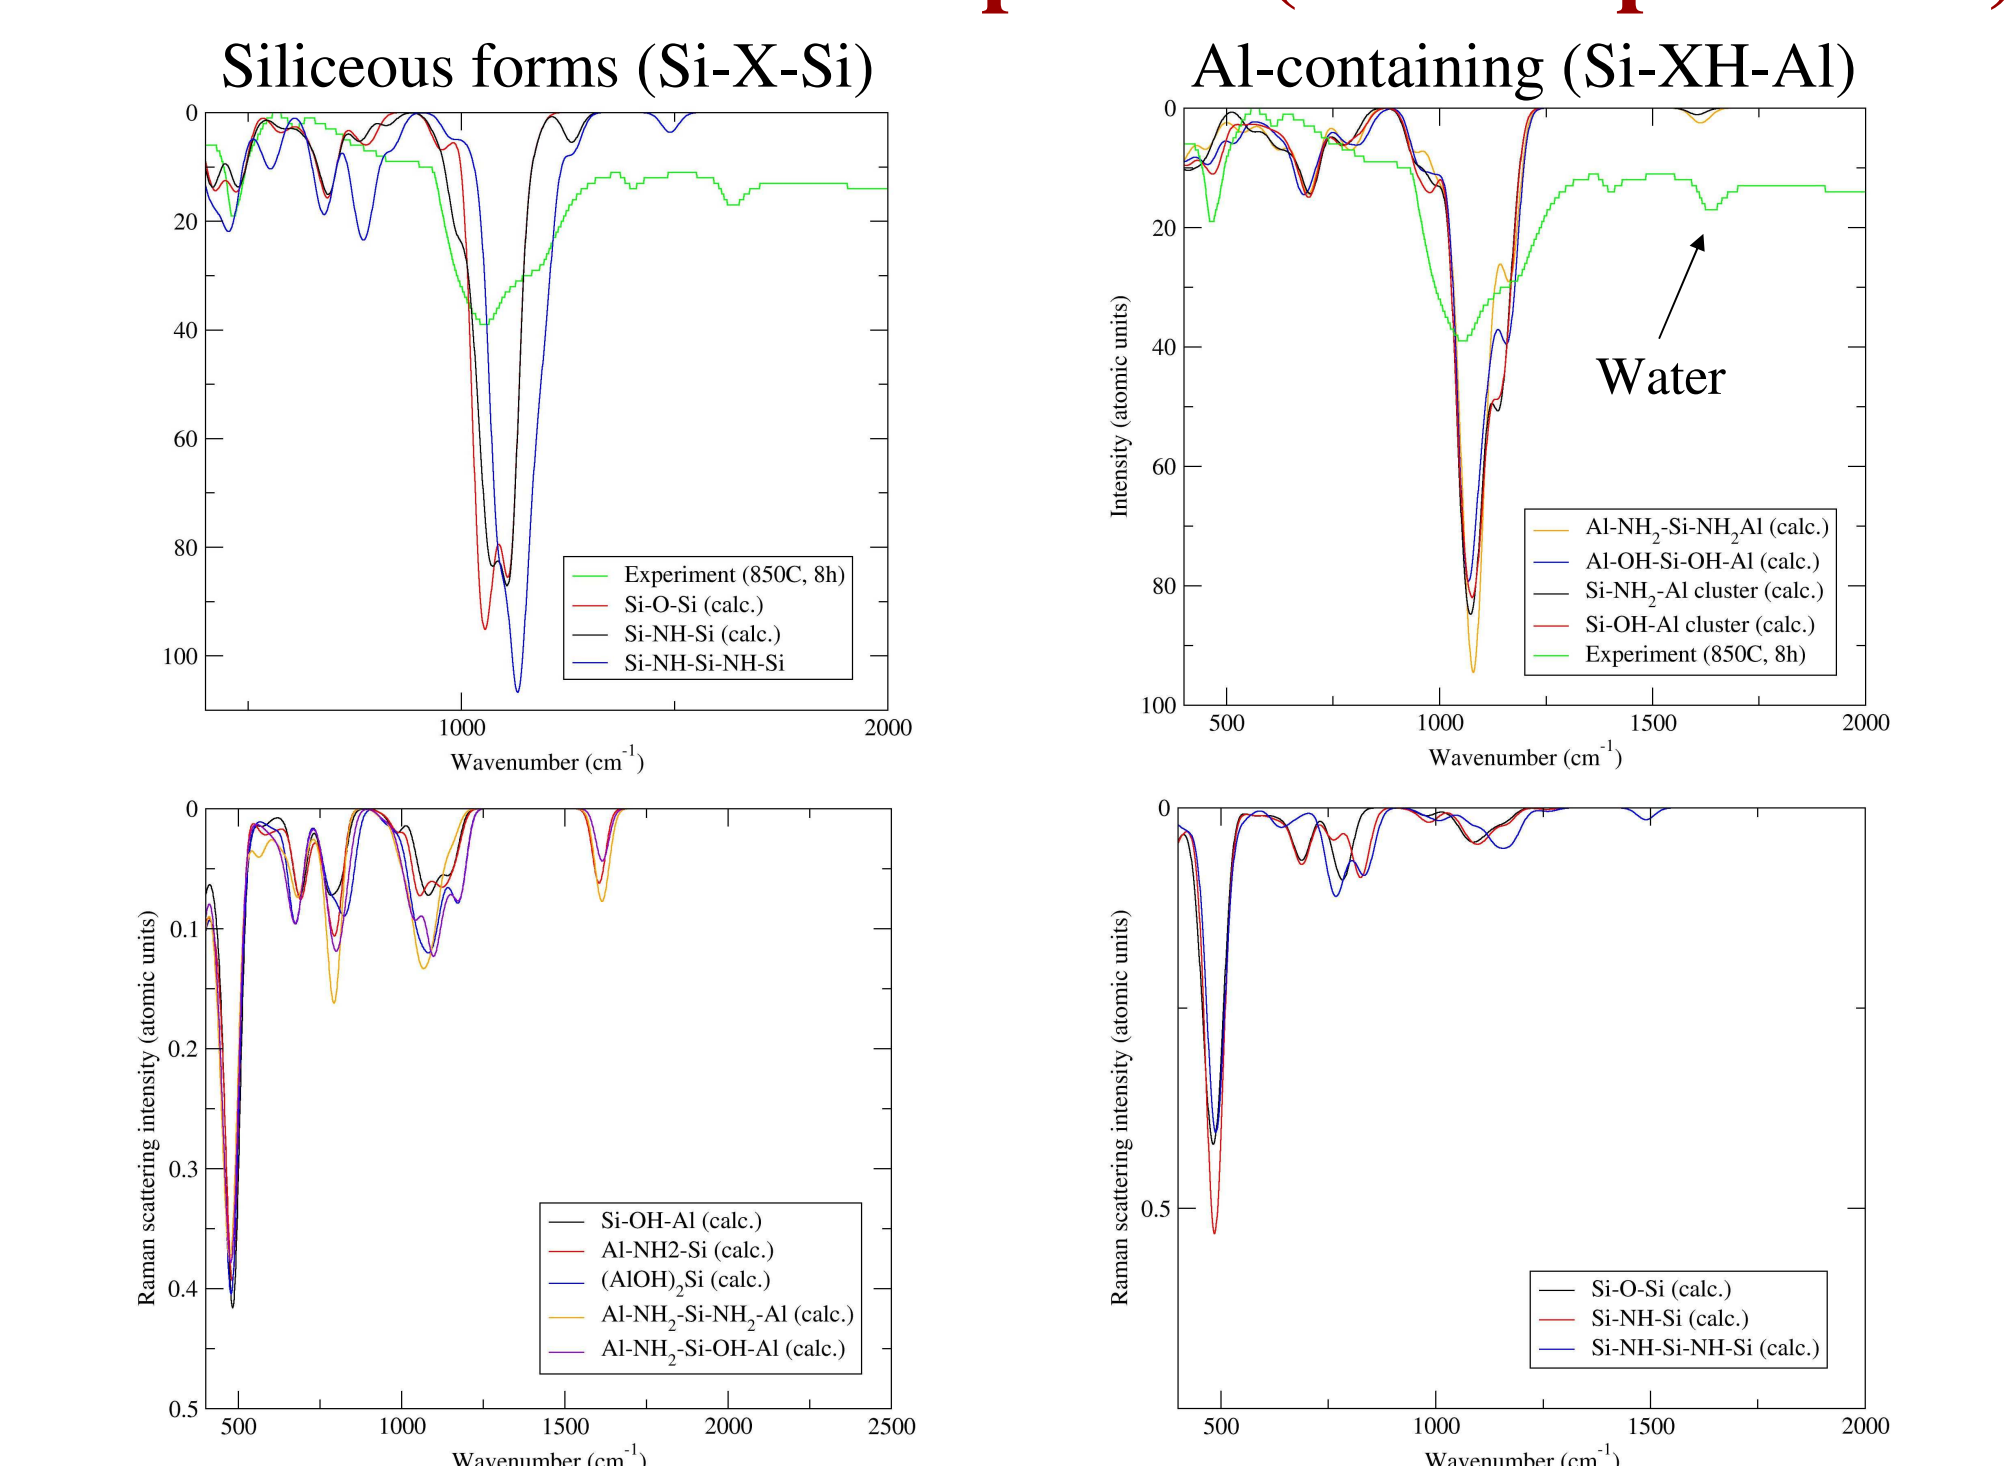 Siliceous forms (Si-X-Si)
Al-containing (Si-XH-Al)
0
20
40
60
80
100
1000
2000
Wavenumber (cm-1)
Experiment (850C, 8h)
Si-O-Si (calc.)
Si-NH-Si (calc.)
Si-NH-Si-NH-Si
Intensity (atomic units)
0
20
40
60
80
100
500
1000
1500
2000
Wavenumber (cm-1)
Water
Al-NH2-Si-NH2Al (calc.)
Al-OH-Si-OH-Al (calc.)
Si-NH2-Al cluster (calc.)
Si-OH-Al cluster (calc.)
Experiment (850C, 8h)
Raman scattering intensity (atomic units)
0
0.1
0.2
0.3
0.4
0.5
500
1000
1500
2000
2500
Wavenumber (cm-1)
Si-OH-Al (calc.)
Al-NH2-Si (calc.)
(AlOH)2Si (calc.)
Al-NH2-Si-NH2-Al (calc.)
Al-NH2-Si-OH-Al (calc.)
Raman scattering intensity (atomic units)
0
0.5
500
1000
1500
2000
Wavenumber (cm-1)
Si-O-Si (calc.)
Si-NH-Si (calc.)
Si-NH-Si-NH-Si (calc.)